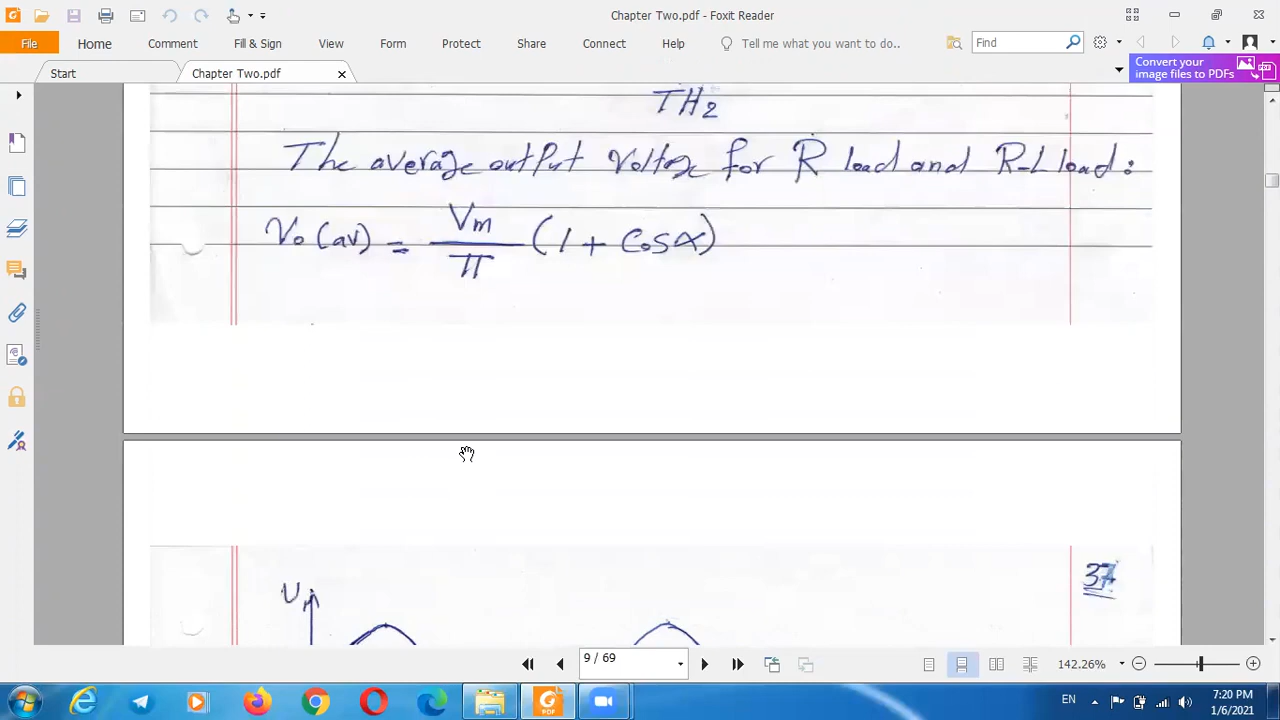 Chapter Two.pdf - Foxit Reader
File Home Comment Fill & Sign View Form Protect Share Connect Help Tell me what you want to do.. Find
Start Chapter Two.pdf
Convert your
image files to PDFs
TH2
The average output Voltage for R load and R-L load:
Vo(av) = Vm/π (1 + Cosα)
37
9 / 69
142.26%
EN
7:20 PM
1/6/2021